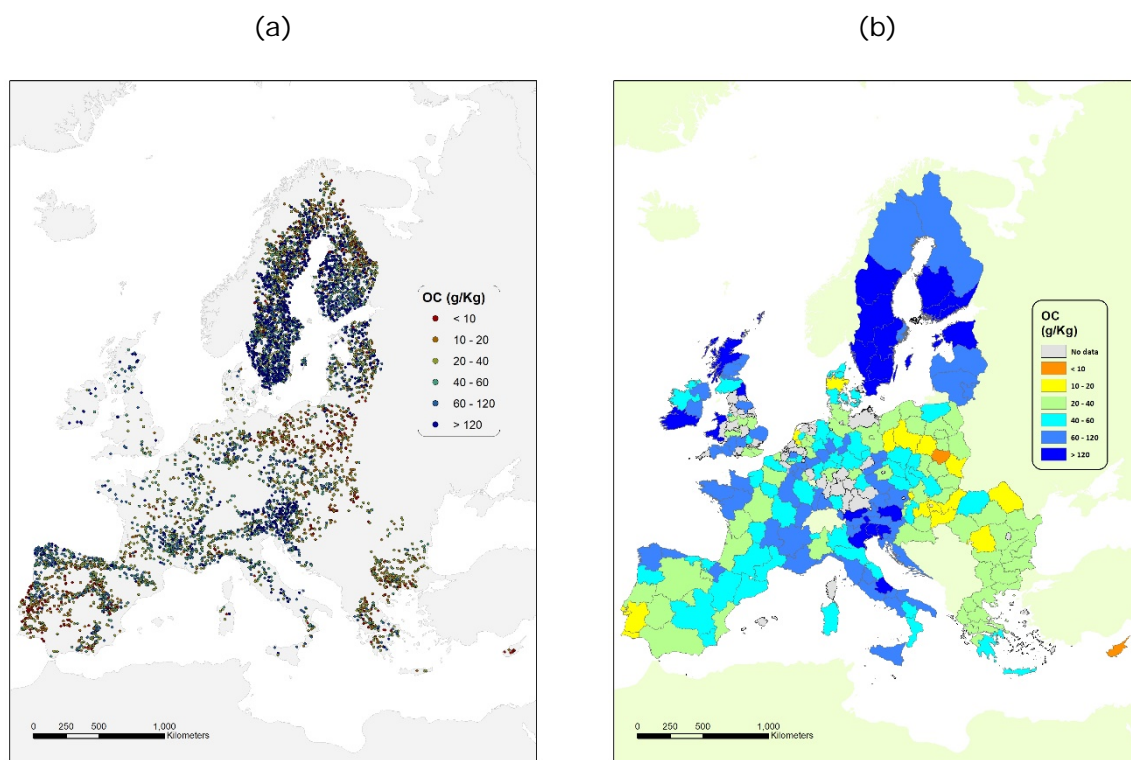 (a)
(b)
OC (g/Kg)
< 10
10 - 20
20 - 40
40 - 60
60 - 120
> 120
0 250 500 1,000
Kilometers
OC
(g/Kg)
No data
< 10
10 - 20
20 - 40
40 - 60
60 - 120
> 120
0 250 500 1,000
Kilometers